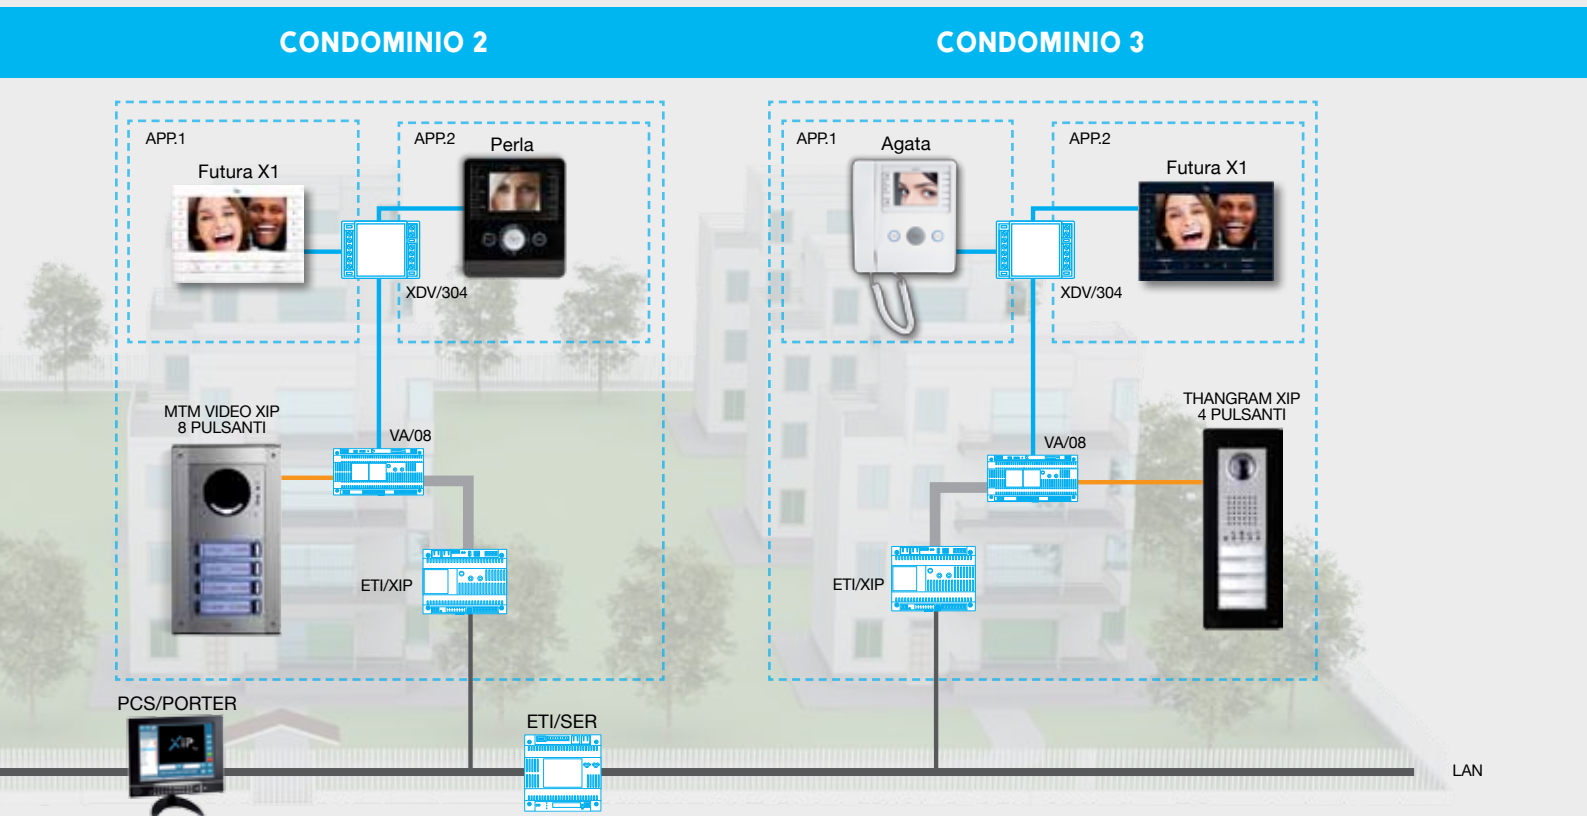 CONDOMINIO 2
CONDOMINIO 3
APP.1
Futura X1
APP.2
Perla
XDV/304
MTM VIDEO XIP
8 PULSANTI
VA/08
ETI/XIP
APP.1
Agata
APP.2
Futura X1
XDV/304
VA/08
THANGRAM XIP
4 PULSANTI
ETI/XIP
PCS/PORTER
XiP
ETI/SER
LAN